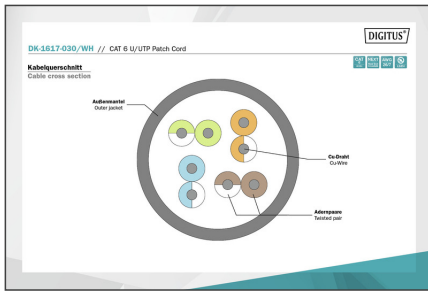 DIGITUS®
DK-1617-030/WH // CAT 6 U/UTP Patch Cord
Kabelquerschnitt
Cable cross section
Außenmantel
Outer jacket
Cu-Draht
Cu-Wire
Adernpaare
Twisted pair